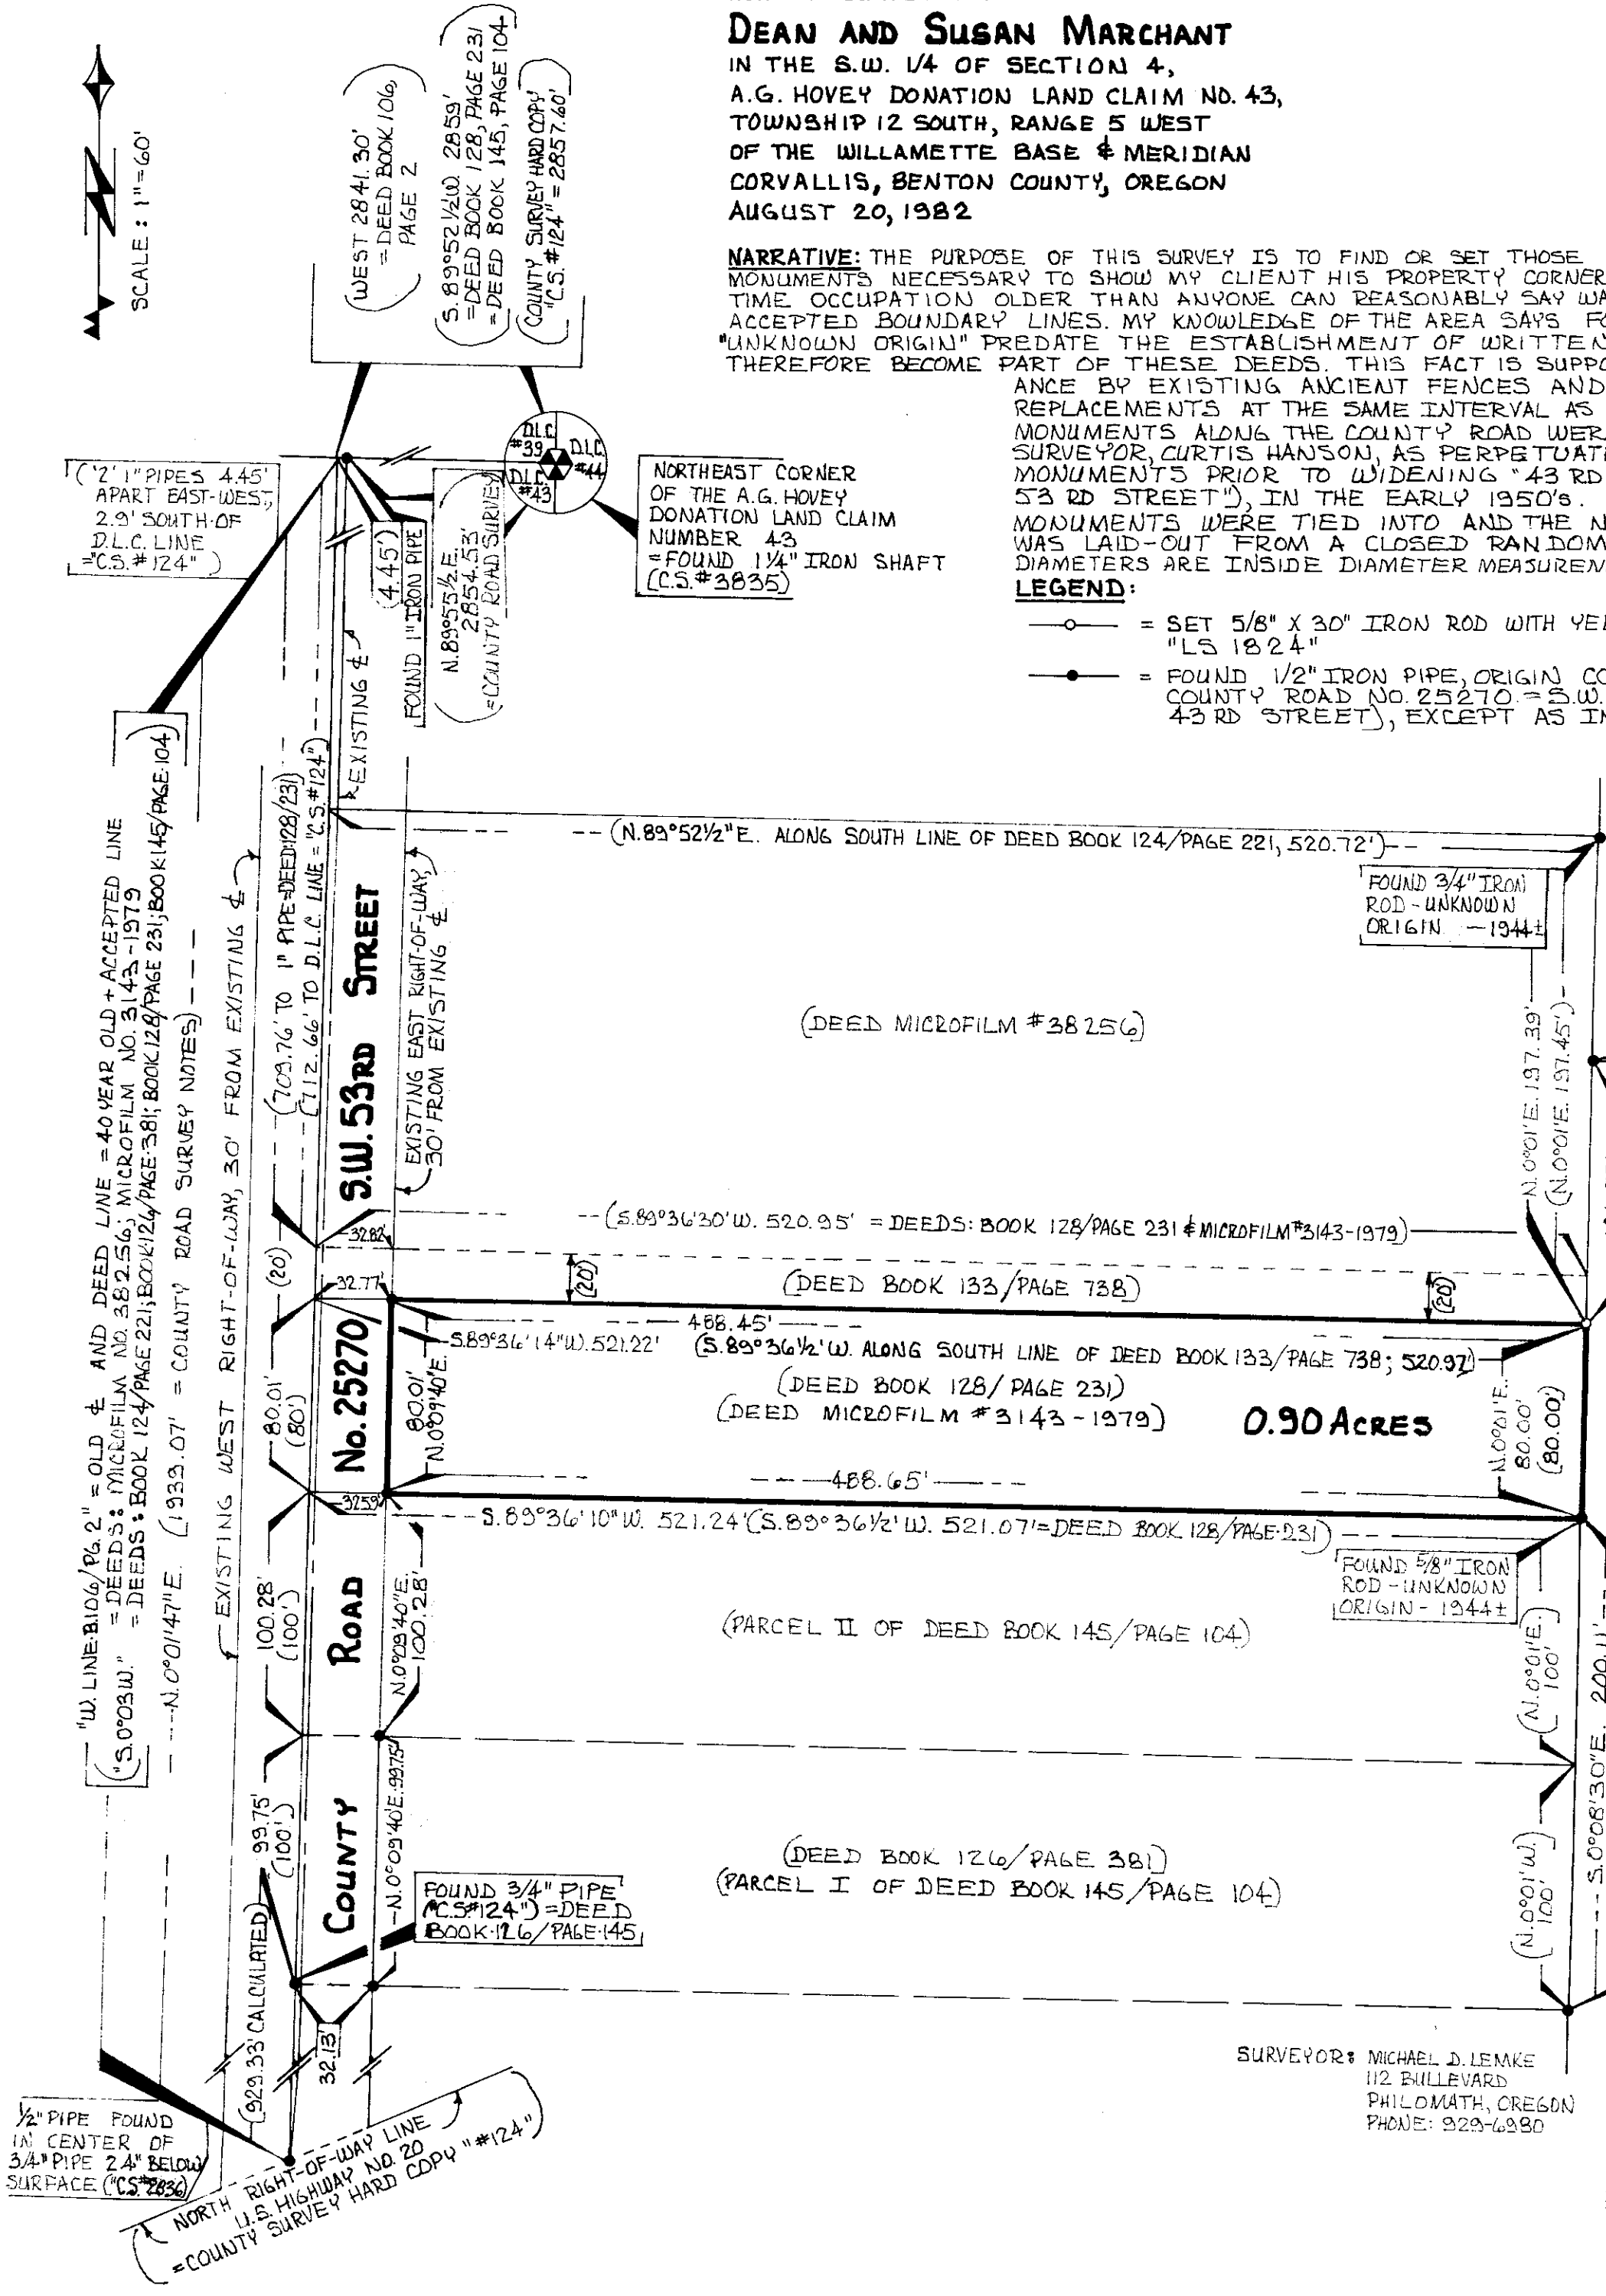 DEAN AND SUSAN MARCHANT
IN THE S.W. 1/4 OF SECTION 4,
A.G. HOVEY DONATION LAND CLAIM NO. 43,
TOWNSHIP 12 SOUTH, RANGE 5 WEST
OF THE WILLAMETTE BASE & MERIDIAN
CORVALLIS, BENTON COUNTY, OREGON
AUGUST 20, 1982
NARRATIVE: THE PURPOSE OF THIS SURVEY IS TO FIND OR SET THOSE
MONUMENTS NECESSARY TO SHOW MY CLIENT HIS PROPERTY CORNER
TIME OCCUPATION OLDER THAN ANYONE CAN REASONABLY SAY WA
ACCEPTED BOUNDARY LINES. MY KNOWLEDGE OF THE AREA SAYS FO
"UNKNOWN ORIGIN" PREDATE THE ESTABLISHMENT OF WRITTEN
THEREFORE BECOME PART OF THESE DEEDS. THIS FACT IS SUPPO
ANCE BY EXISTING ANCIENT FENCES AND
REPLACEMENTS AT THE SAME INTERVAL AS
MONUMENTS ALONG THE COUNTY ROAD WER
SURVEYOR, CURTIS HANSON, AS PERPETUATI
MONUMENTS PRIOR TO WIDENING "43 RD
53 RD STREET"), IN THE EARLY 1950'S.
MONUMENTS WERE TIED INTO AND THE N
WAS LAID-OUT FROM A CLOSED RANDOM
DIAMETERS ARE INSIDE DIAMETER MEASUREM
LEGEND:
= SET 5/8" X 30" IRON ROD WITH YEL
"LS 1824"
= FOUND 1/2" IRON PIPE, ORIGIN CO
COUNTY ROAD NO. 25270 = S.W.
43 RD STREET), EXCEPT AS IN
SCALE: 1"=60'
(WEST 2841.30'
=DEED BOOK 106,
PAGE 2)
(S.89°52 1/2W. 2859'
=DEED BOOK 128, PAGE 231
=DEED BOOK 145, PAGE 104)
(COUNTY SURVEY HARD COPY
"C.S.#124" = 2857.60')
D.L.C. #39
D.L.C. #44
D.L.C. #43
('2' 1" PIPES 4.45'
APART EAST-WEST,
2.9' SOUTH OF
D.L.C. LINE
="C.S.#124")
(4.45')
FOUND 1" IRON PIPE
N.89°55 1/2 E.
2854.53'
(=COUNTY ROAD SURVEY)
NORTHEAST CORNER
OF THE A.G. HOVEY
DONATION LAND CLAIM
NUMBER 43
=FOUND 1 1/4" IRON SHAFT
(C.S.#3835)
EXISTING ℄
(709.76' TO 1" PIPE=DEED:128/231)
(712.66' TO D.L.C. LINE = "C.S.#124")
(N.89°52 1/2"E. ALONG SOUTH LINE OF DEED BOOK 124/PAGE 221, 520.72')
FOUND 3/4" IRON
ROD - UNKNOWN
ORIGIN - 1944±
"W. LINE·B106/PG.2" = OLD ℄ AND DEED LINE = 40 YEAR OLD + ACCEPTED LINE
("S.0°03W." = DEEDS: MICROFILM NO. 38256; MICROFILM NO. 3143-1979
= DEEDS: BOOK 124/PAGE 221; BOOK·126/PAGE·381; BOOK·128/PAGE 231; BOOK·145/PAGE·104)
N.0°01'47"E. (1939.07' = COUNTY ROAD SURVEY NOTES)
EXISTING WEST RIGHT-OF-WAY, 30' FROM EXISTING ℄
S.W. 53RD STREET
EXISTING EAST RIGHT-OF-WAY,
30' FROM EXISTING ℄
(DEED MICROFILM #38256)
N.0°01'E. 197.39'
(N.0°01'E. 197.45')
(S.89°36'30"W. 520.95' = DEEDS: BOOK 128/PAGE 231 & MICROFILM #3143-1979)
32.82'
(20')
(20')
(20')
(DEED BOOK 133/PAGE 738)
32.77'
488.45'
S.89°36'14"W. 521.22' (S.89°36 1/2'W. ALONG SOUTH LINE OF DEED BOOK 133/PAGE 738; 520.97')
(DEED BOOK 128/PAGE 231)
(DEED MICROFILM #3143-1979)
0.90 ACRES
80.01'
(80')
No. 25270/
80.01'
N.0°09'40"E.
N.0°01'E.
80.00'
(80.00')
488.65'
32.59'
S.89°36'10"W. 521.24' (S.89°36 1/2'W. 521.07'=DEED BOOK 128/PAGE·231)
FOUND 5/8" IRON
ROD - UNKNOWN
ORIGIN - 1944±
100.28'
(100')
ROAD
N.0°09'40"E.
100.28'
(PARCEL II OF DEED BOOK 145/PAGE 104)
(N.0°01'E.
100')
S.0°08'30"E. 200.11'
99.75'
(100')
COUNTY
N.0°09'40"E. 99.75'
(DEED BOOK 126/PAGE 381)
(PARCEL I OF DEED BOOK 145/PAGE 104)
(N.0°01'W.
100')
FOUND 3/4" PIPE
("C.S.#124") = DEED
BOOK·126/PAGE·145
(929.33' CALCULATED)
32.13'
1/2" PIPE FOUND
IN CENTER OF
3/4" PIPE 2.4" BELOW
SURFACE ("C.S.#2836)
NORTH RIGHT-OF-WAY LINE
U.S. HIGHWAY NO. 20
(=COUNTY SURVEY HARD COPY "#124")
SURVEYOR: MICHAEL D. LEMKE
112 BULLEVARD
PHILOMATH, OREGON
PHONE: 929-6980